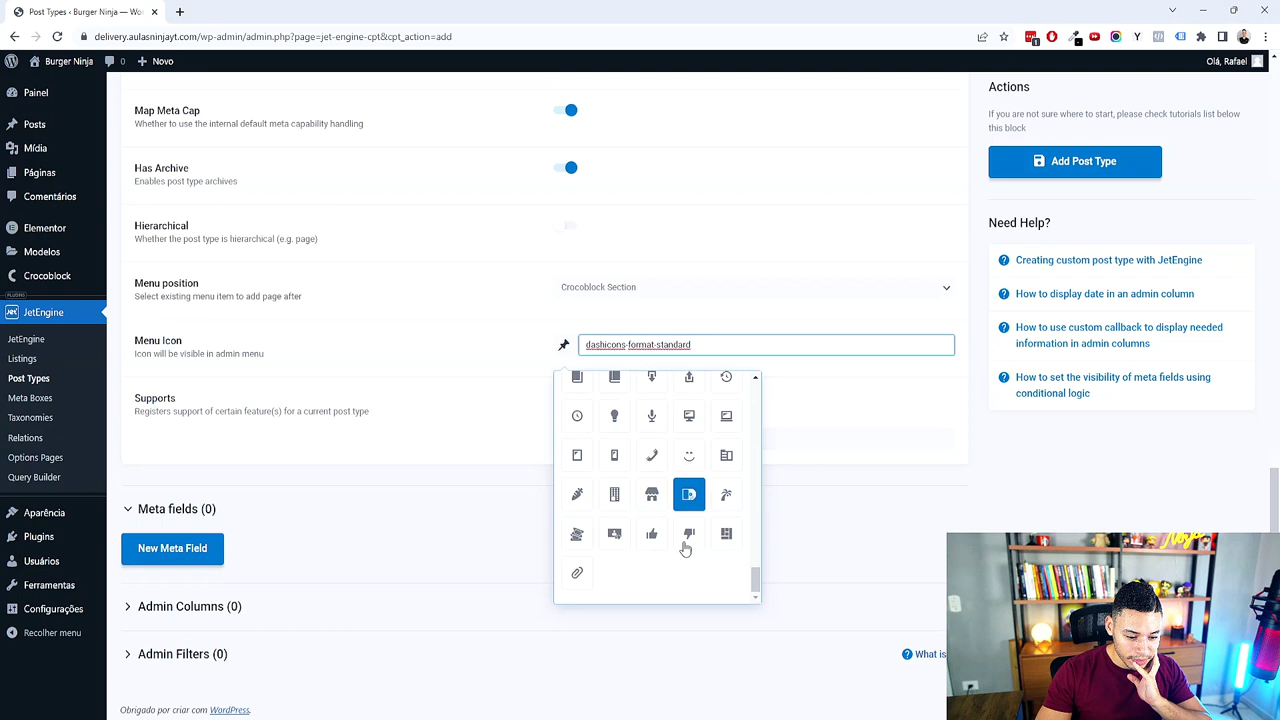 Post Types ‹ Burger Ninja — Wo
delivery.aulasninjayt.com/wp-admin/admin.php?page=jet-engine-cpt&cpt_action=add
Burger Ninja
0
Novo
Olá, Rafael
Painel
Posts
Mídia
Páginas
Comentários
Elementor
Modelos
Crocoblock
JetEngine
JetEngine
Listings
Post Types
Meta Boxes
Taxonomies
Relations
Options Pages
Query Builder
Aparência
Plugins
Usuários
Ferramentas
Configurações
Recolher menu
Map Meta Cap
Whether to use the internal default meta capability handling
Has Archive
Enables post type archives
Hierarchical
Whether the post type is hierarchical (e.g. page)
Menu position
Select existing menu item to add page after
Crocoblock Section
Menu Icon
Icon will be visible in admin menu
dashicons-format-standard
Supports
Registers support of certain feature(s) for a current post type
Meta fields (0)
New Meta Field
Admin Columns (0)
Admin Filters (0)
What is
Obrigado por criar com WordPress.
Actions
If you are not sure where to start, please check tutorials list below
this block
Add Post Type
Need Help?
Creating custom post type with JetEngine
How to display date in an admin column
How to use custom callback to display needed
information in admin columns
How to set the visibility of meta fields using
conditional logic
Ninja